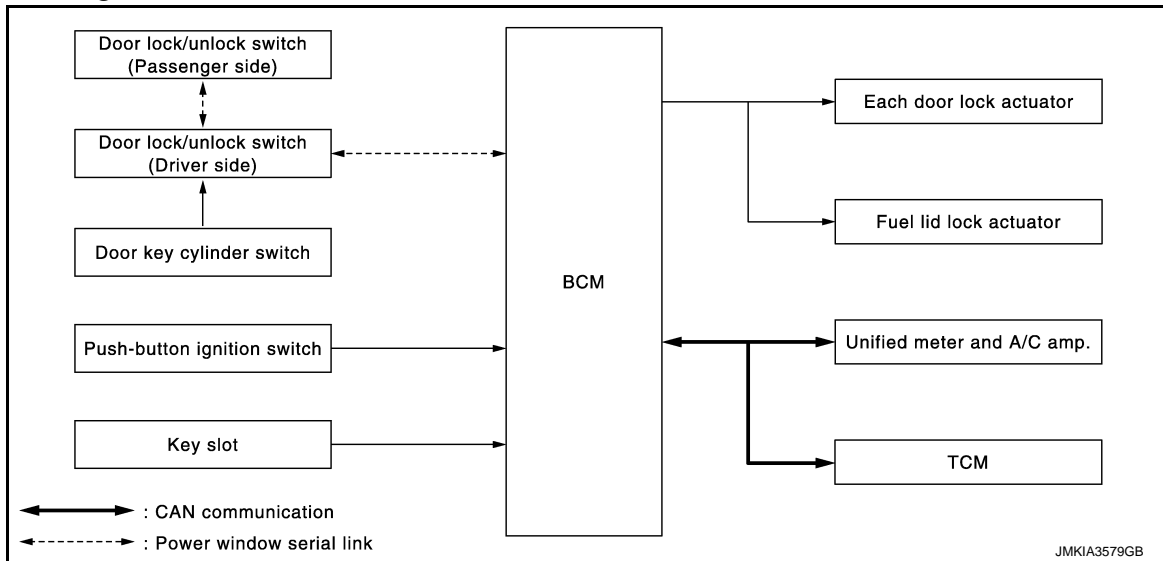 Door lock/unlock switch
(Passenger side)
Door lock/unlock switch
(Driver side)
Door key cylinder switch
Push-button ignition switch
Key slot
BCM
Each door lock actuator
Fuel lid lock actuator
Unified meter and A/C amp.
TCM
: CAN communication
: Power window serial link
JMKIA3579GB